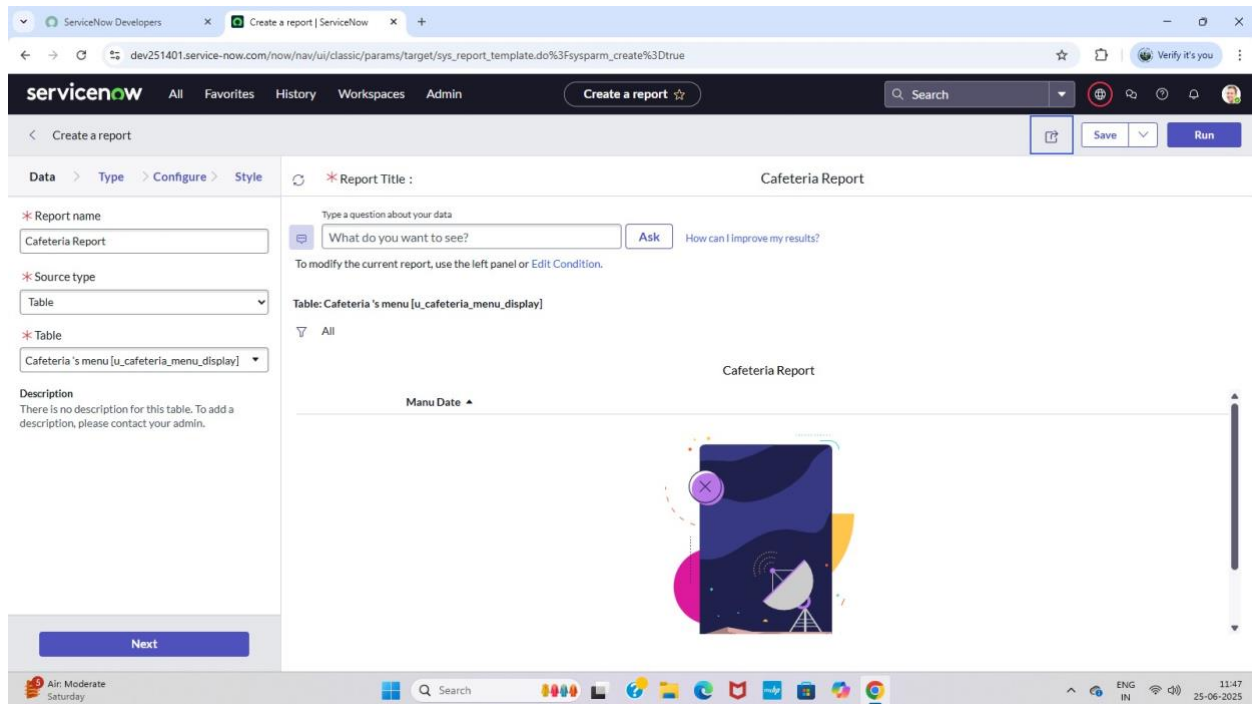 ServiceNow Developers
Create a report | ServiceNow
dev251401.service-now.com/now/nav/ui/classic/params/target/sys_report_template.do%3Fsysparm_create%3Dtrue
Verify it's you
servicenow All Favorites History Workspaces Admin Create a report Search
Create a report Save Run
Data Type Configure Style
Report Title : Cafeteria Report
* Report name
Cafeteria Report
* Source type
Table
* Table
Cafeteria 's menu [u_cafeteria_menu_display]
Description
There is no description for this table. To add a
description, please contact your admin.
Next
Type a question about your data
What do you want to see? Ask How can I improve my results?
To modify the current report, use the left panel or Edit Condition.
Table: Cafeteria 's menu [u_cafeteria_menu_display]
All
Cafeteria Report
Manu Date
5 Air: Moderate
Saturday
Search
ENG
IN
11:47
25-06-2025